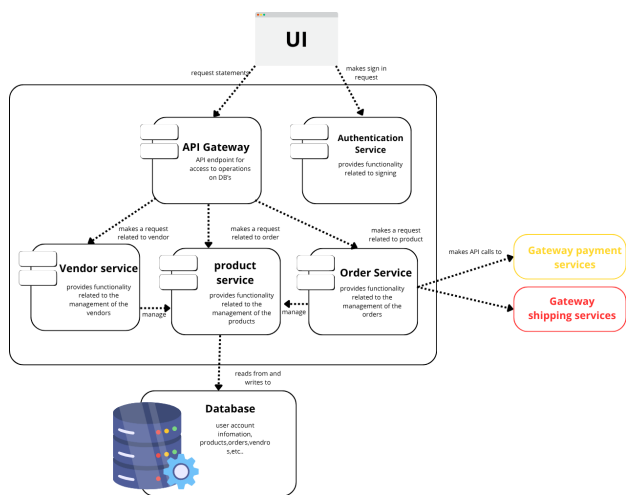 UI
request statements
makes sign in
request
API Gateway
API endpoint for
access to operations
on DB's
Authentication
Service
provides functionality
related to signing
makes a request
related to vendor
makes a request
related to order
makes a request
related to product
Vendor service
provides functionality
related to the
management of the
vendors
manage
product
service
provides functionality
related to the
management of the
products
manage
Order Service
provides functionality
related to the
management of the
orders
makes API calls to
Gateway payment
services
Gateway
shipping services
reads from and
writes to
Database
user account
infomation,
products,orders,vendro
s,etc..